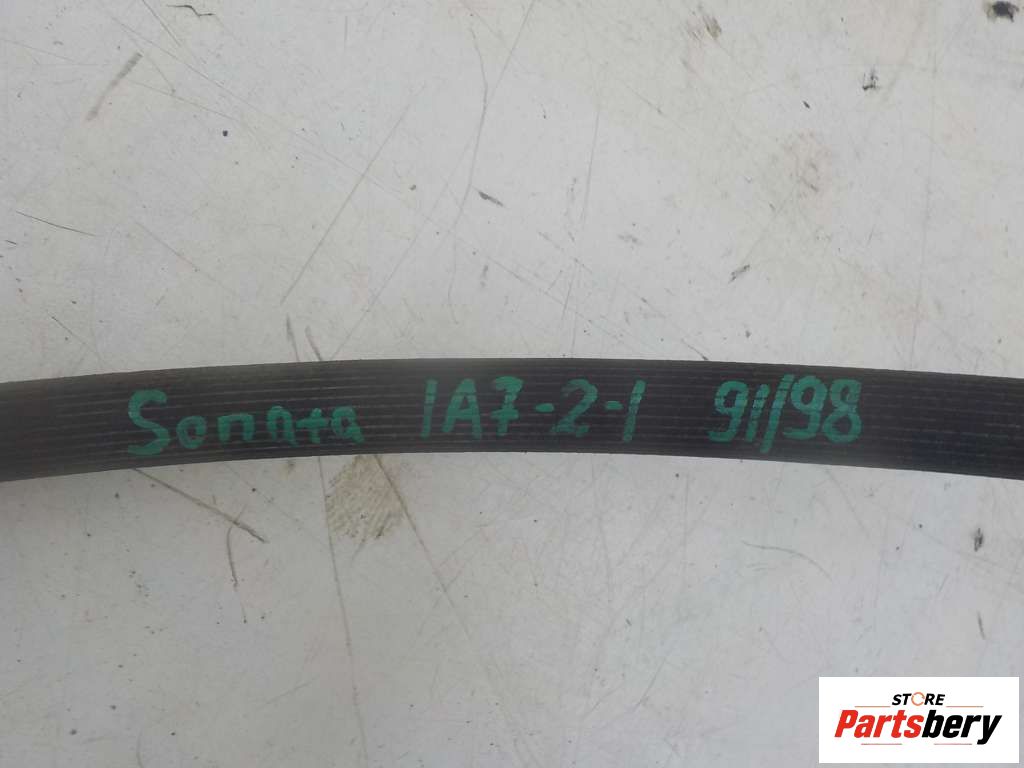 Sonata 1A7-2-1 91/98
STORE
Partsbery